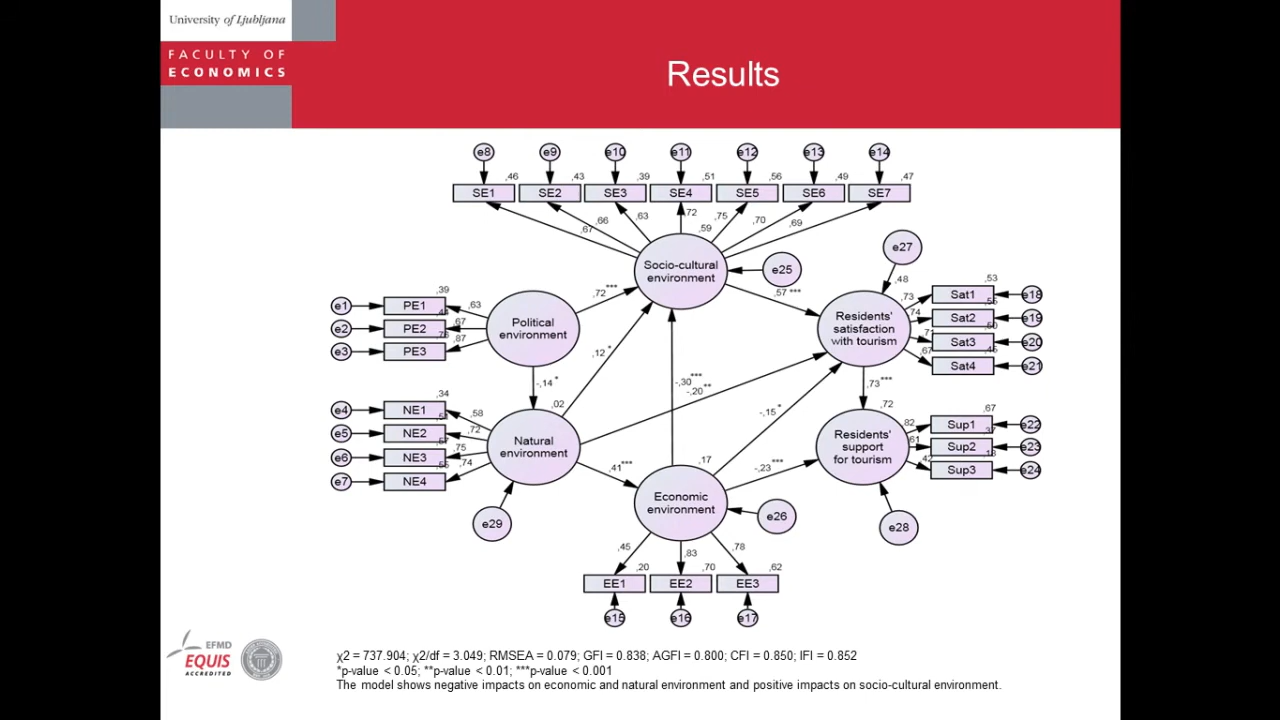 University of Ljubljana
FACULTY OF
ECONOMICS
Results
e8 e9 e10 e11 e12 e13 e14
,46 ,43 ,39 ,51 ,56 ,49 ,47
SE1 SE2 SE3 SE4 SE5 SE6 SE7
,67 ,66 ,63 ,72 ,75 ,70 ,69
,59
Socio-cultural
environment
e25
e27
,48
,72***
,57 ***
,39
e1 PE1 ,63
e2 PE2 ,67
e3 PE3 ,87
Political
environment
,53
,73 Sat1 e18
,74 Sat2 e19
Sat3 e20
,67 Sat4 e21
Residents'
satisfaction
with tourism
,12 *
-,14 *
,02
-,30***
-,20**
-,15 *
,73***
,72
,34
e4 NE1 ,58
e5 NE2 ,72
e6 NE3 ,75
e7 NE4 ,74
Natural
environment
e29
,41***
,17
-,23***
Residents'
support
for tourism
,67
,82 Sup1 e22
,61 Sup2 e23
,42 Sup3 e24
e28
Economic
environment
e26
,45 ,83 ,78
,20 ,70 ,62
EE1 EE2 EE3
e15 e16 e17
EFMD
EQUIS
ACCREDITED
χ2 = 737.904; χ2/df = 3.049; RMSEA = 0.079; GFI = 0.838; AGFI = 0.800; CFI = 0.850; IFI = 0.852
*p-value < 0.05; **p-value < 0.01; ***p-value < 0.001
The model shows negative impacts on economic and natural environment and positive impacts on socio-cultural environment.